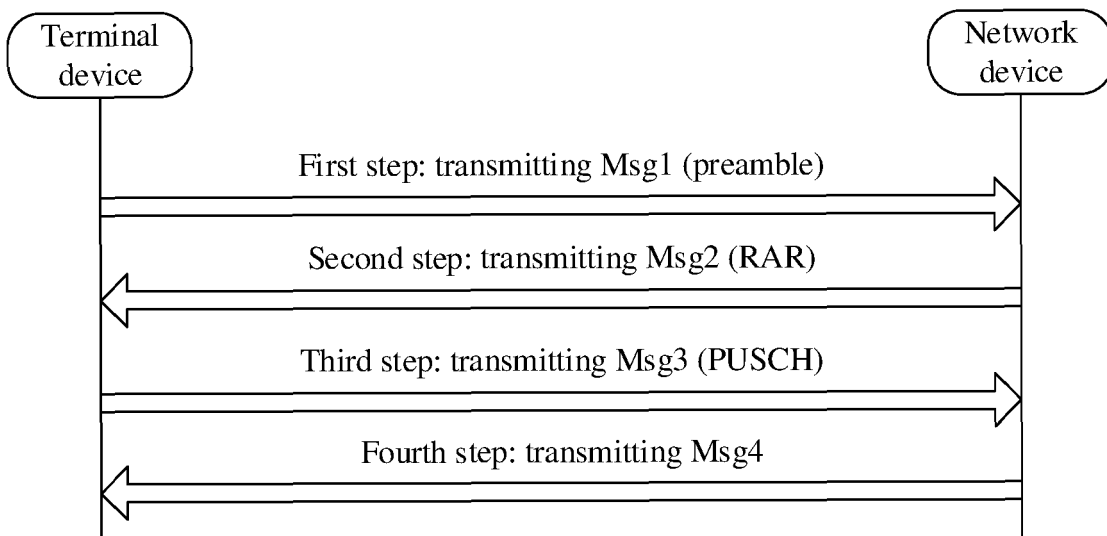 Terminal
device
Network
device
First step: transmitting Msg1 (preamble)
Second step: transmitting Msg2 (RAR)
Third step: transmitting Msg3 (PUSCH)
Fourth step: transmitting Msg4